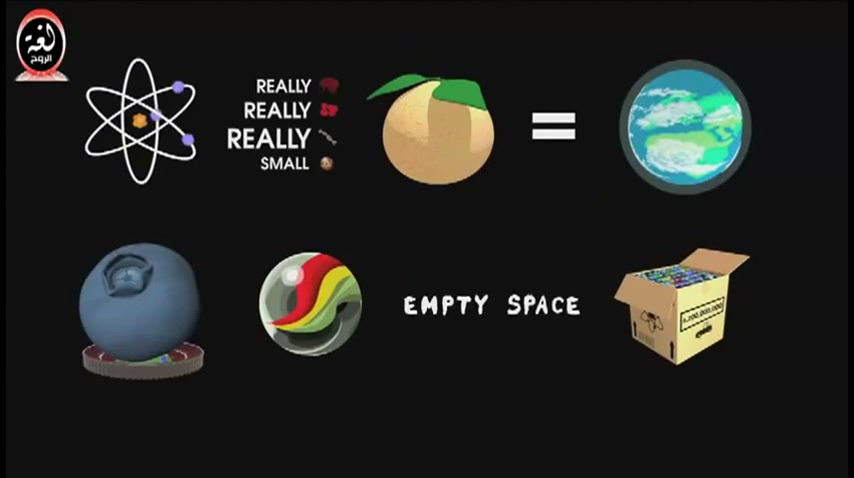 لغة
الروح
REALLY
REALLY
REALLY
SMALL
=
EMPTY SPACE